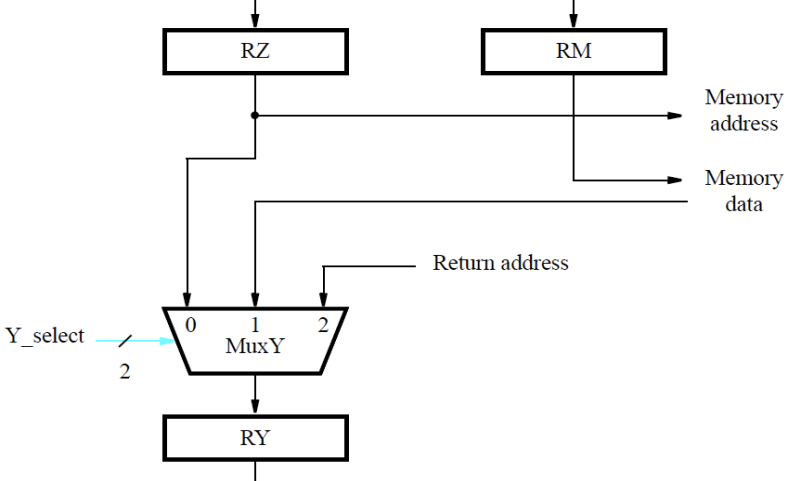 RZ
RM
Memory
address
Memory
data
Return address
Y_select
2
0
1
2
MuxY
RY